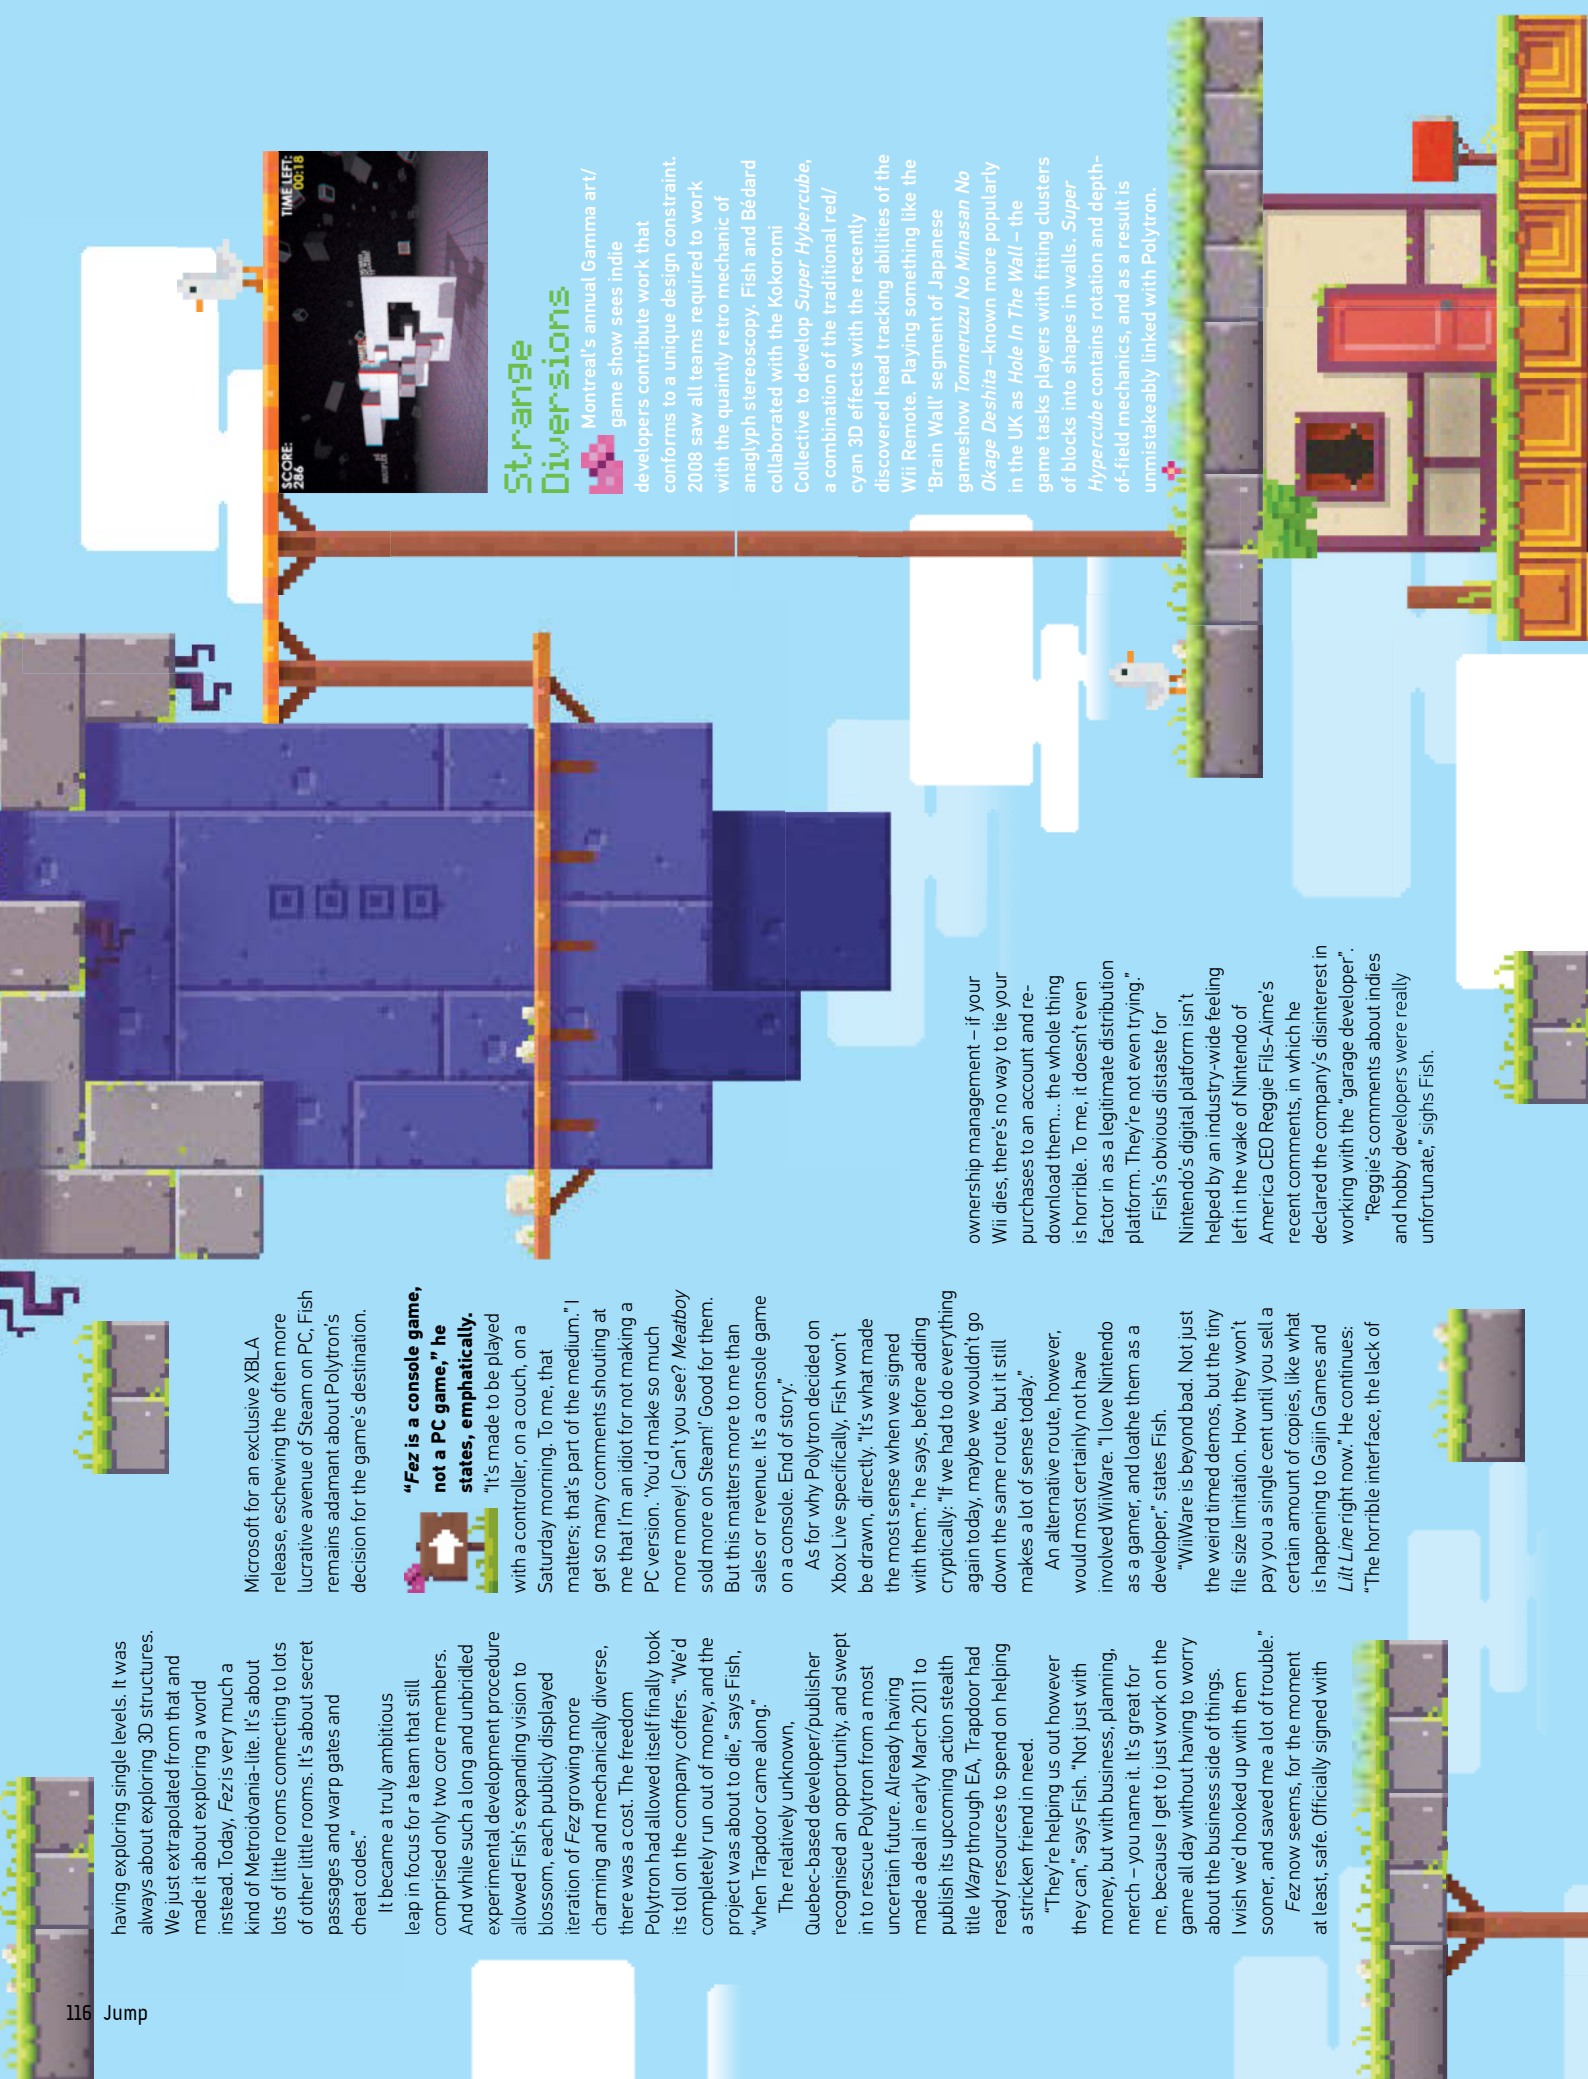 having exploring single levels. It was
always about exploring 3D structures.
We just extrapolated from that and
made it about exploring a world
instead. Today, Fez is very much a
kind of Metroidvania-lite. It's about
lots of little rooms connecting to lots
of other little rooms. It's about secret
passages and warp gates and
cheat codes.”
It became a truly ambitious
leap in focus for a team that still
comprised only two core members.
And while such a long and unbridled
experimental development procedure
allowed Fish's expanding vision to
blossom, each publicly displayed
iteration of Fez growing more
charming and mechanically diverse,
there was a cost. The freedom
Polytron had allowed itself finally took
its toll on the company coffers. “We'd
completely run out of money, and the
project was about to die,” says Fish,
“when Trapdoor came along.”
The relatively unknown,
Quebec-based developer/publisher
recognised an opportunity, and swept
in to rescue Polytron from a most
uncertain future. Already having
made a deal in early March 2011 to
publish its upcoming action stealth
title Warp through EA, Trapdoor had
ready resources to spend on helping
a stricken friend in need.
“They're helping us out however
they can,” says Fish. “Not just with
money, but with business, planning,
merch – you name it. It's great for
me, because I get to just work on the
game all day without having to worry
about the business side of things.
I wish we'd hooked up with them
sooner, and saved me a lot of trouble.”
Fez now seems, for the moment
at least, safe. Officially signed with
Microsoft for an exclusive XBLA
release, eschewing the often more
lucrative avenue of Steam on PC, Fish
remains adamant about Polytron's
decision for the game's destination.
“Fez is a console game,
not a PC game,” he
states, emphatically.
“It's made to be played
with a controller, on a couch, on a
Saturday morning. To me, that
matters; that's part of the medium.” I
get so many comments shouting at
me that I'm an idiot for not making a
PC version. ‘You'd make so much
more money! Can't you see? Meatboy
sold more on Steam!’ Good for them.
But this matters more to me than
sales or revenue. It's a console game
on a console. End of story.”
As for why Polytron decided on
Xbox Live specifically, Fish won't
be drawn, directly. “It's what made
the most sense when we signed
with them.” he says, before adding
cryptically: “If we had to do everything
again today, maybe we wouldn't go
down the same route, but it still
makes a lot of sense today.”
An alternative route, however,
would most certainly not have
involved WiiWare. “I love Nintendo
as a gamer, and loathe them as a
developer,” states Fish.
“WiiWare is beyond bad. Not just
the weird timed demos, but the tiny
file size limitation. How they won't
pay you a single cent until you sell a
certain amount of copies, like what
is happening to Gaijin Games and
Lilt Line right now.” He continues:
“The horrible interface, the lack of
ownership management – if your
Wii dies, there's no way to tie your
purchases to an account and re-
download them... the whole thing
is horrible. To me, it doesn't even
factor in as a legitimate distribution
platform. They're not even trying.”
Fish's obvious distaste for
Nintendo's digital platform isn't
helped by an industry-wide feeling
left in the wake of Nintendo of
America CEO Reggie Fils-Aime's
recent comments, in which he
declared the company's disinterest in
working with the “garage developer”.
“Reggie's comments about indies
and hobby developers were really
unfortunate,” sighs Fish.
SCORE:
286
TIME LEFT:
00:18
Strange
Diversions
Montreal's annual Gamma art/
game show sees indie
developers contribute work that
conforms to a unique design constraint.
2008 saw all teams required to work
with the quaintly retro mechanic of
anaglyph stereoscopy. Fish and Bédard
collaborated with the Kokoromi
Collective to develop Super Hybercube,
a combination of the traditional red/
cyan 3D effects with the recently
discovered head tracking abilities of the
Wii Remote. Playing something like the
‘Brain Wall’ segment of Japanese
gameshow Tonneruzu No Minasan No
Okage Deshita –known more popularly
in the UK as Hole In The Wall – the
game tasks players with fitting clusters
of blocks into shapes in walls. Super
Hypercube contains rotation and depth-
of-field mechanics, and as a result is
unmistakeably linked with Polytron.
116 Jump